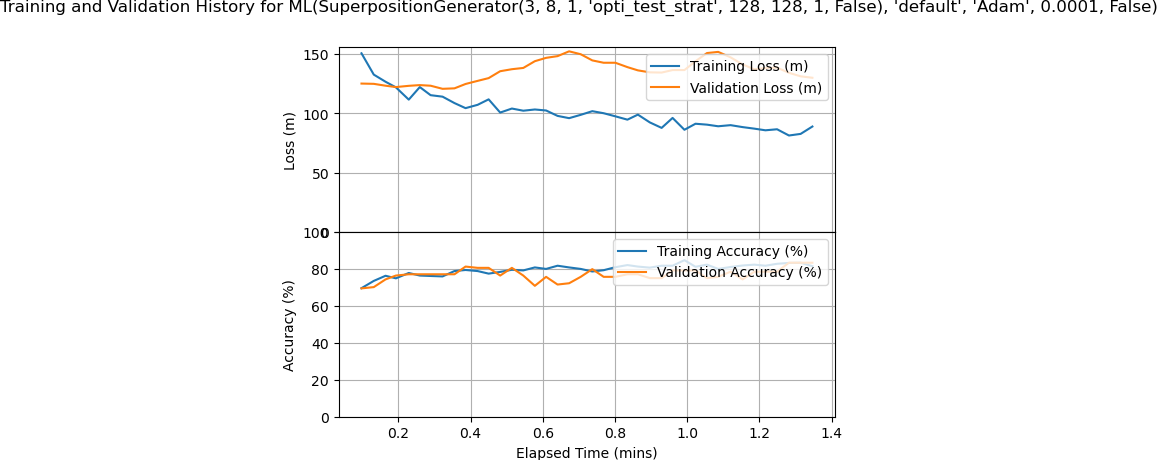 Training and Validation History for ML(SuperpositionGenerator(3, 8, 1, 'opti_test_strat', 128, 128, 1, False), 'default', 'Adam', 0.0001, False)
150
100
50
0
Loss (m)
Training Loss (m)
Validation Loss (m)
100
80
60
40
20
0
Accuracy (%)
Training Accuracy (%)
Validation Accuracy (%)
0.2 0.4 0.6 0.8 1.0 1.2 1.4
Elapsed Time (mins)